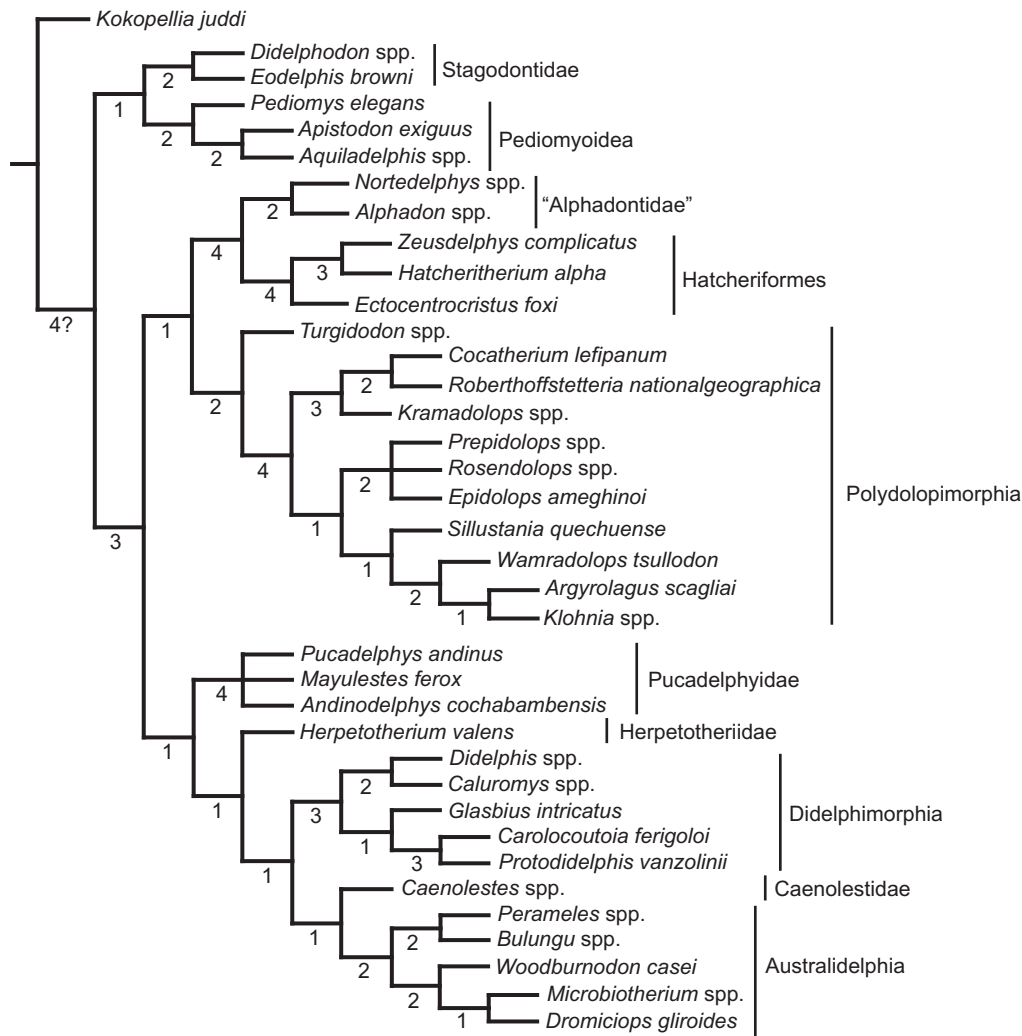 Kokopellia juddi
Didelphodon spp.
2
Eodelphis browni
Stagodontidae
1
Pediomys elegans
2
Apistodon exiguus
2
Aquiladelphis spp.
Pediomyoidea
Nortedelphys spp.
2
Alphadon spp.
“Alphadontidae”
4
Zeusdelphys complicatus
3
Hatcheritherium alpha
4
Ectocentrocristus foxi
Hatcheriformes
4?
1
Turgidodon spp.
Cocatherium lefipanum
2
Roberthoffstetteria nationalgeographica
2
3
Kramadolops spp.
Prepidolops spp.
4
2
Rosendolops spp.
Epidolops ameghinoi
Polydolopimorphia
1
Sillustania quechuense
3
1
Wamradolops tsullodon
2
Argyrolagus scagliai
1
Klohnia spp.
Pucadelphys andinus
4
Mayulestes ferox
Pucadelphyidae
Andinodelphys cochabambensis
1
Herpetotherium valens
Herpetotheriidae
Didelphis spp.
2
Caluromys spp.
1
3
Glasbius intricatus
Didelphimorphia
1
Carolocoutoia ferigoloi
3
Protodidelphis vanzolinii
1
Caenolestes spp.
Caenolestidae
Perameles spp.
1
2
Bulungu spp.
2
Woodburnodon casei
Australidelphia
2
Microbiotherium spp.
1
Dromiciops gliroides